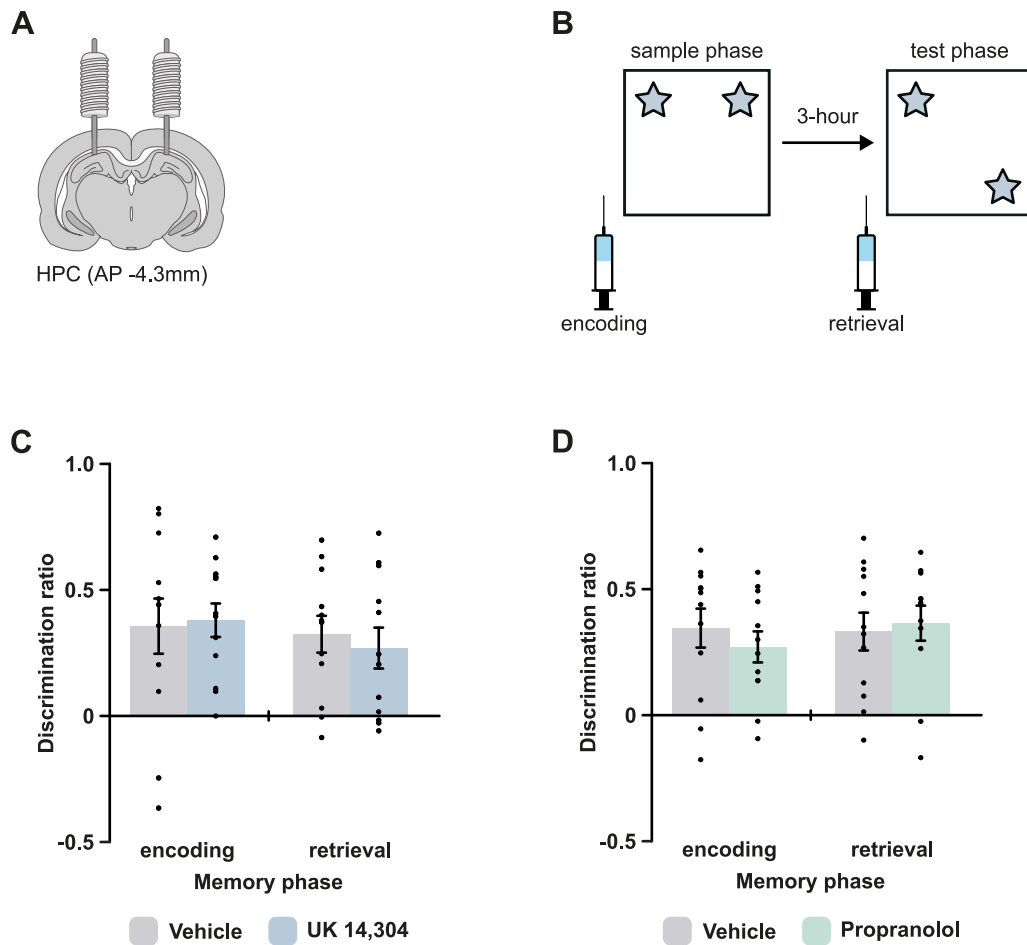 A
HPC (AP -4.3mm)
B
sample phase
test phase
3-hour
encoding
retrieval
C
Discrimination ratio
1.0
0.5
0
-0.5
encoding
retrieval
Memory phase
Vehicle
UK 14,304
D
Discrimination ratio
1.0
0.5
0
-0.5
encoding
retrieval
Memory phase
Vehicle
Propranolol